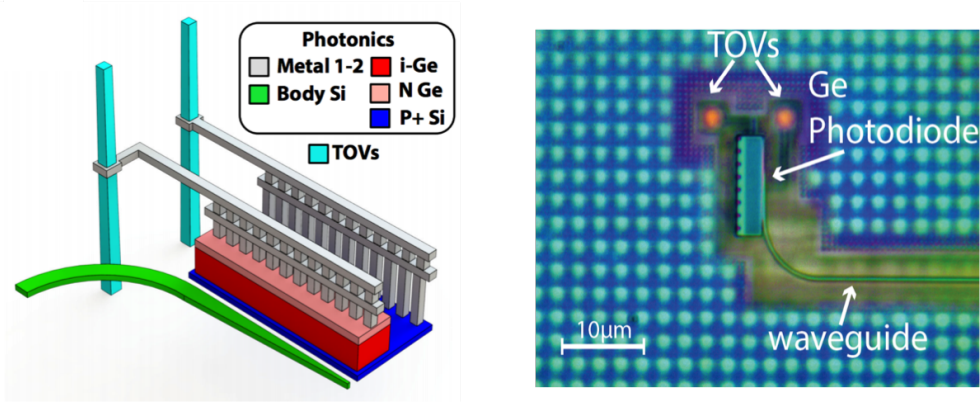 Photonics
Metal 1-2
i-Ge
Body Si
N Ge
P+ Si
TOVs
TOVs
Ge
Photodiode
10μm
waveguide